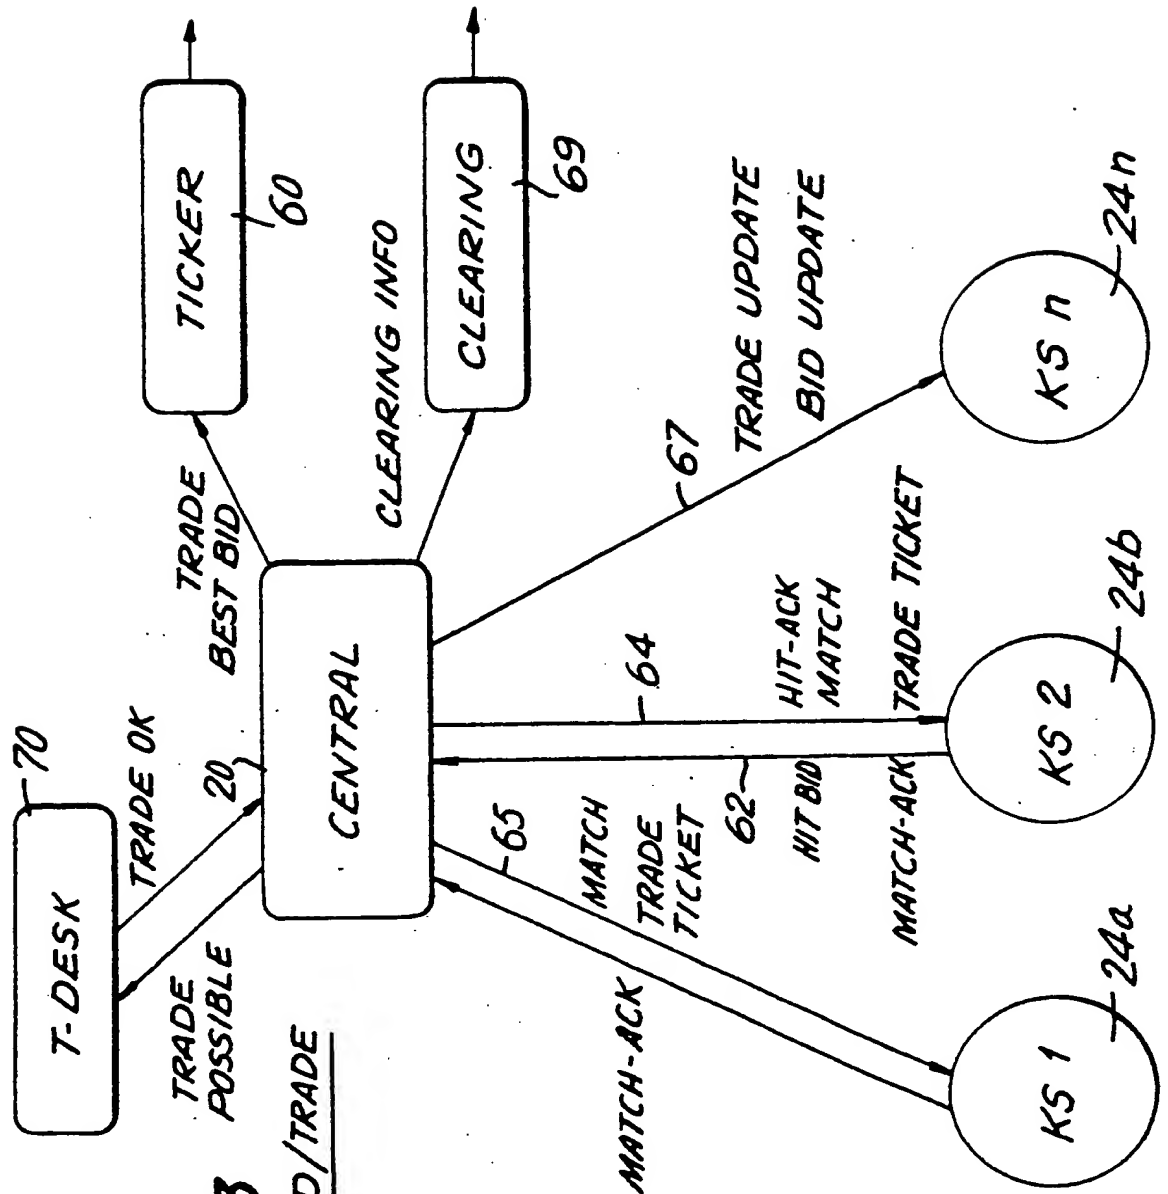 T-DESK
70
TRADE OK
TRADE
POSSIBLE
3
D/TRADE
20
CENTRAL
TRADE
BEST BID
TICKER
60
CLEARING INFO
CLEARING
69
65
MATCH
TRADE
TICKET
MATCH-ACK
62
HIT BID
MATCH-ACK
64
HIT-ACK
MATCH
TRADE TICKET
67
TRADE UPDATE
BID UPDATE
KS 1
24a
KS 2
24b
KS n
24n